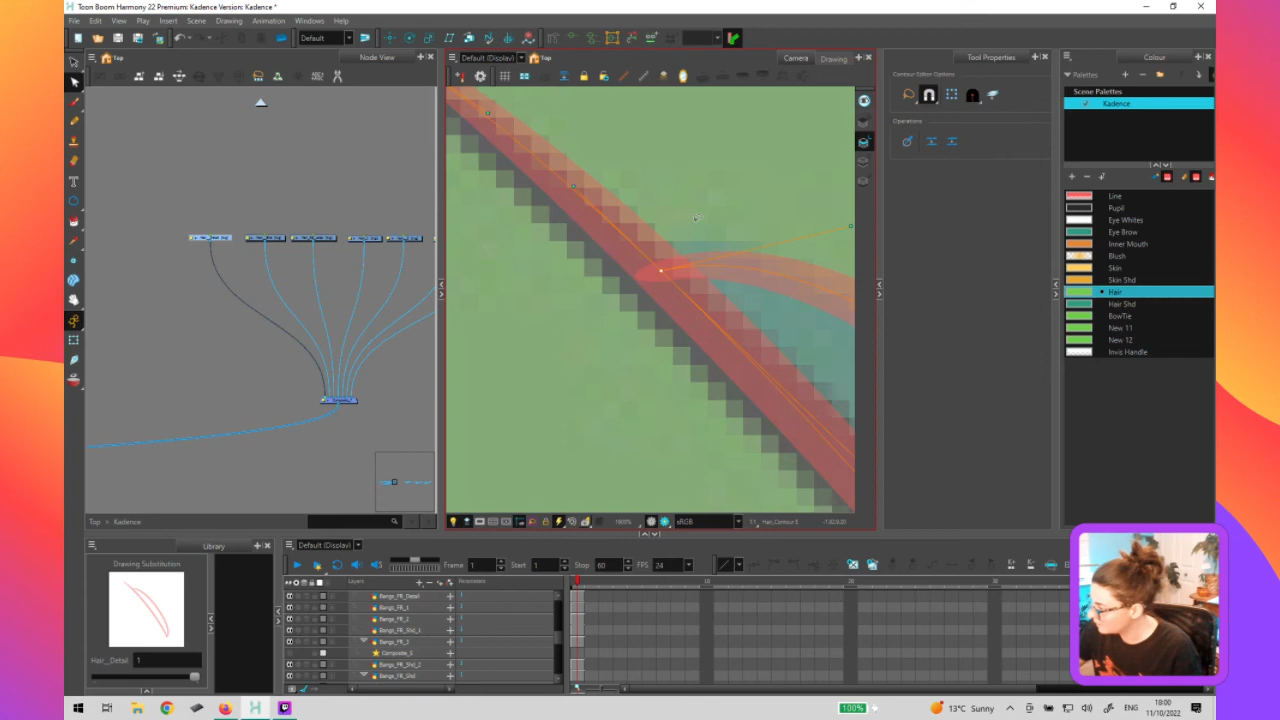 Toon Boom Harmony 22 Premium: Kadence Version: Kadence *
File Edit View Play Insert Scene Drawing Animation Windows Help
Default
Top Node View
Default (Display) Top Camera Drawing
Tool Properties
Colour
Contour Editor Options
Operations
Palettes
Scene Palettes
Kadence
Line
Pupil
Eye Whites
Eye Brow
Inner Mouth
Blush
Skin
Skin Shd
Hair
Hair Shd
BowTie
New 11
New 12
Invis Handle
Top Kadence
sRGB
Library
Default (Display)
Drawing Substitution
Frame 1 Start 1 Stop 60 FPS 24
Layers Parameters
10 20 30
Bangs_FR_Detail
Bangs_FR_1
Bangs_FR_2
Bangs_FR_Shd_1
Bangs_FR_3
Composite_5
Bangs_FR_Shd_2
Bangs_FR_Shd
Hair_Detail 1
100% 13°C Sunny ENG
18:00
11/10/2022